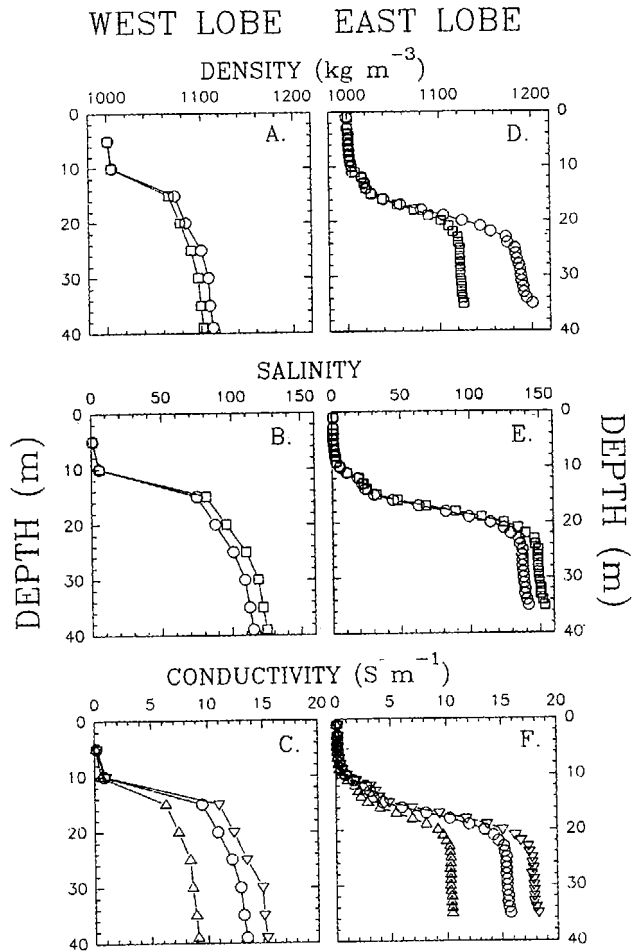 WEST LOBE EAST LOBE
DENSITY (kg m⁻³)
1000 1100 1200 1000 1100 1200
0 10 20 30 40
A.
D.
0 10 20 30 40
SALINITY
0 50 100 150 0 50 100 150
0 10 20 30 40
B.
E.
0 10 20 30 40
DEPTH (m)
DEPTH (m)
CONDUCTIVITY (S m⁻¹)
0 5 10 15 20 0 5 10 15 20
0 10 20 30 40
C.
F.
0 10 20 30 40